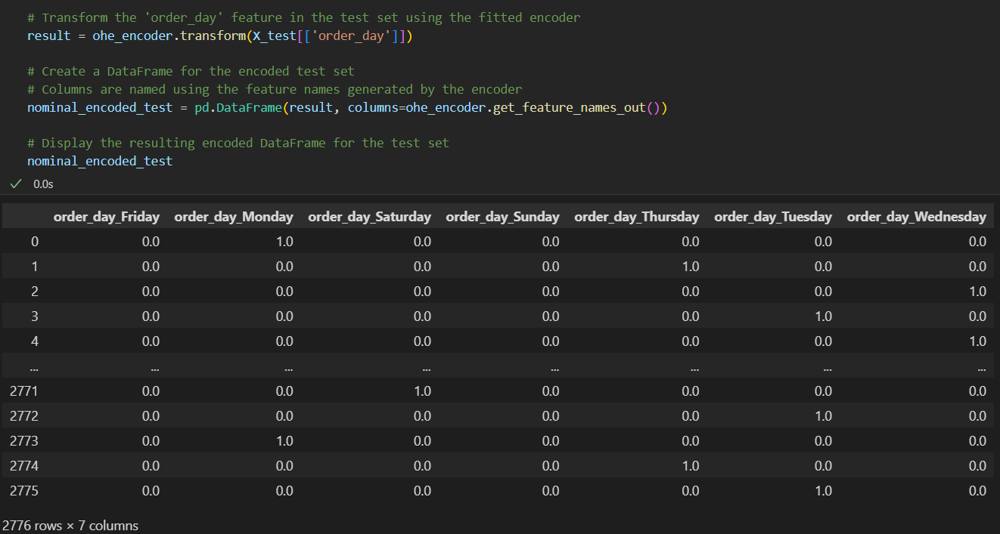 # Transform the 'order_day' feature in the test set using the fitted encoder
result = ohe_encoder.transform(X_test[['order_day']])
# Create a DataFrame for the encoded test set
# Columns are named using the feature names generated by the encoder
nominal_encoded_test = pd.DataFrame(result, columns=ohe_encoder.get_feature_names_out())
# Display the resulting encoded DataFrame for the test set
nominal_encoded_test
✓ 0.0s
order_day_Friday order_day_Monday order_day_Saturday order_day_Sunday order_day_Thursday order_day_Tuesday order_day_Wednesday
0 0.0 1.0 0.0 0.0 0.0 0.0 0.0
1 0.0 0.0 0.0 0.0 1.0 0.0 0.0
2 0.0 0.0 0.0 0.0 0.0 0.0 1.0
3 0.0 0.0 0.0 0.0 0.0 1.0 0.0
4 0.0 0.0 0.0 0.0 0.0 0.0 1.0
... ... ... ... ... ... ... ...
2771 0.0 0.0 1.0 0.0 0.0 0.0 0.0
2772 0.0 0.0 0.0 0.0 0.0 1.0 0.0
2773 0.0 1.0 0.0 0.0 0.0 0.0 0.0
2774 0.0 0.0 0.0 0.0 1.0 0.0 0.0
2775 0.0 0.0 0.0 0.0 0.0 1.0 0.0
2776 rows × 7 columns